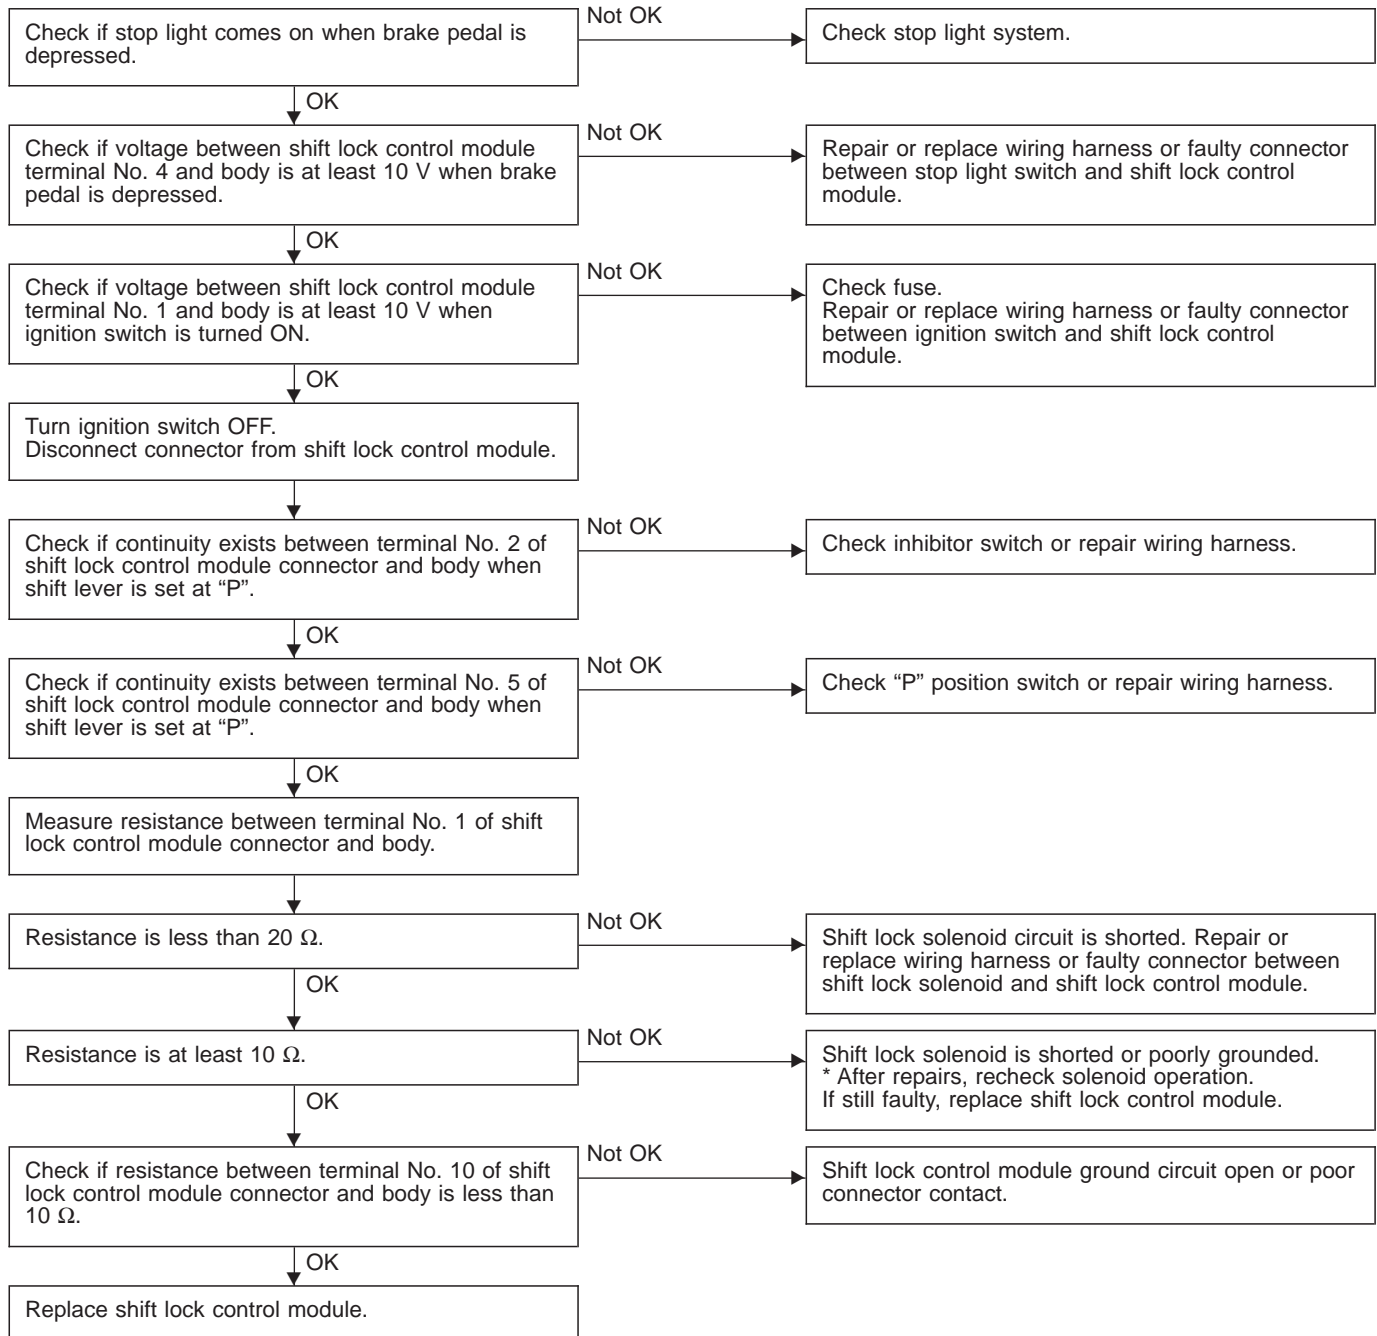 Check if stop light comes on when brake pedal is
depressed.
Not OK
Check stop light system.
OK
Check if voltage between shift lock control module
terminal No. 4 and body is at least 10 V when brake
pedal is depressed.
Not OK
Repair or replace wiring harness or faulty connector
between stop light switch and shift lock control
module.
OK
Check if voltage between shift lock control module
terminal No. 1 and body is at least 10 V when
ignition switch is turned ON.
Not OK
Check fuse.
Repair or replace wiring harness or faulty connector
between ignition switch and shift lock control
module.
OK
Turn ignition switch OFF.
Disconnect connector from shift lock control module.
Check if continuity exists between terminal No. 2 of
shift lock control module connector and body when
shift lever is set at “P”.
Not OK
Check inhibitor switch or repair wiring harness.
OK
Check if continuity exists between terminal No. 5 of
shift lock control module connector and body when
shift lever is set at “P”.
Not OK
Check “P” position switch or repair wiring harness.
OK
Measure resistance between terminal No. 1 of shift
lock control module connector and body.
Resistance is less than 20 Ω.
Not OK
Shift lock solenoid circuit is shorted. Repair or
replace wiring harness or faulty connector between
shift lock solenoid and shift lock control module.
OK
Resistance is at least 10 Ω.
Not OK
Shift lock solenoid is shorted or poorly grounded.
* After repairs, recheck solenoid operation.
If still faulty, replace shift lock control module.
OK
Check if resistance between terminal No. 10 of shift
lock control module connector and body is less than
10 Ω.
Not OK
Shift lock control module ground circuit open or poor
connector contact.
OK
Replace shift lock control module.